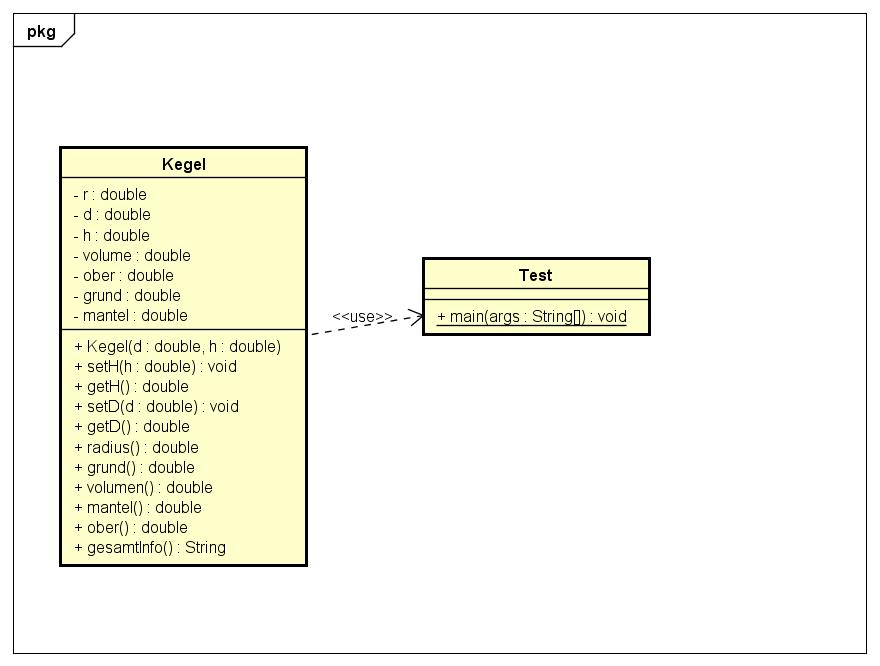 pkg
Kegel
- r : double
- d : double
- h : double
- volume : double
- ober : double
- grund : double
- mantel : double
+ Kegel(d : double, h : double)
+ setH(h : double) : void
+ getH() : double
+ setD(d : double) : void
+ getD() : double
+ radius() : double
+ grund() : double
+ volumen() : double
+ mantel() : double
+ ober() : double
+ gesamtInfo() : String
<<use>>
Test
+ main(args : String[]) : void